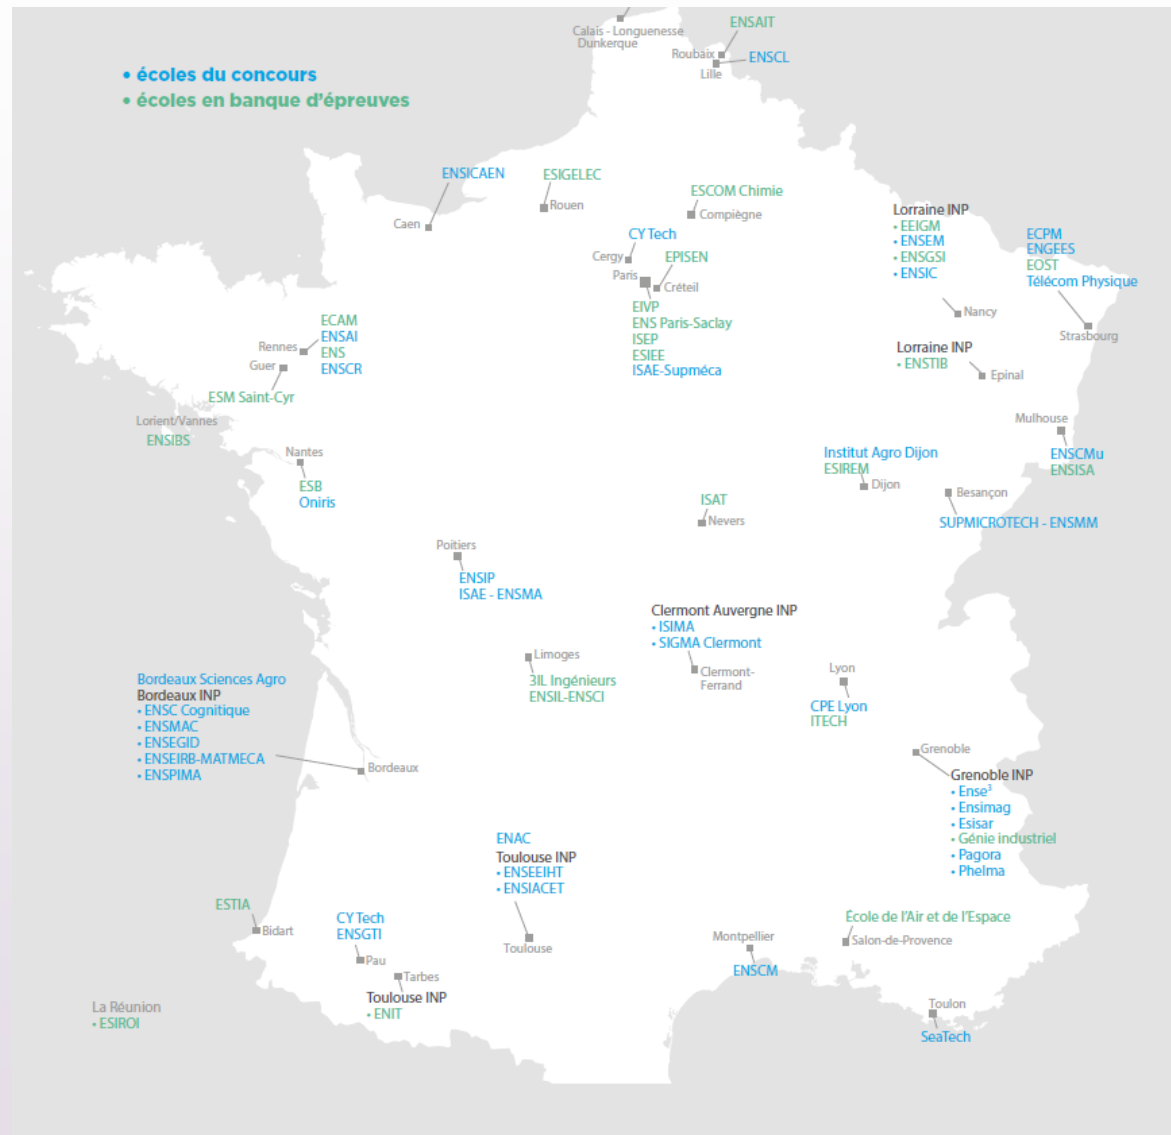 Calais - Longuenesse
Dunkerque
ENSAIT
Roubaix
ENSCL
Lille
• écoles du concours
• écoles en banque d'épreuves
ENSICAEN
Caen
ESIGELEC
Rouen
ESCOM Chimie
Compiègne
CY Tech
Cergy
EPISEN
Paris
Créteil
EIVP
ENS Paris-Saclay
ISEP
ESIEE
ISAE-Supméca
Lorraine INP
• EEIGM
• ENSEM
• ENSGSI
• ENSIC
Nancy
ECPM
ENGEES
EOST
Télécom Physique
Strasbourg
Lorraine INP
• ENSTIB
Epinal
ECAM
ENSAI
ENS
ENSCR
Rennes
Guer
ESM Saint-Cyr
Lorient/Vannes
ENSIBS
Nantes
ESB
Oniris
Mulhouse
ENSCMu
ENSISA
Institut Agro Dijon
ESIREM
Dijon
Besançon
SUPMICROTECH - ENSMM
ISAT
Nevers
Poitiers
ENSIP
ISAE - ENSMA
Clermont Auvergne INP
• ISIMA
• SIGMA Clermont
Clermont-
Ferrand
Limoges
3IL Ingénieurs
ENSIL-ENSCI
Lyon
CPE Lyon
ITECH
Bordeaux Sciences Agro
Bordeaux INP
• ENSC Cognitique
• ENSMAC
• ENSEGID
• ENSEIRB-MATMECA
• ENSPIMA
Bordeaux
Grenoble
Grenoble INP
• Ense³
• Ensimag
• Esisar
• Génie industriel
• Pagora
• Phelma
ENAC
Toulouse INP
• ENSEEIHT
• ENSIACET
Toulouse
ESTIA
Bidart
CY Tech
ENSGTI
Pau
Tarbes
Toulouse INP
• ENIT
Montpellier
ENSCM
École de l'Air et de l'Espace
Salon-de-Provence
Toulon
SeaTech
La Réunion
• ESIROI